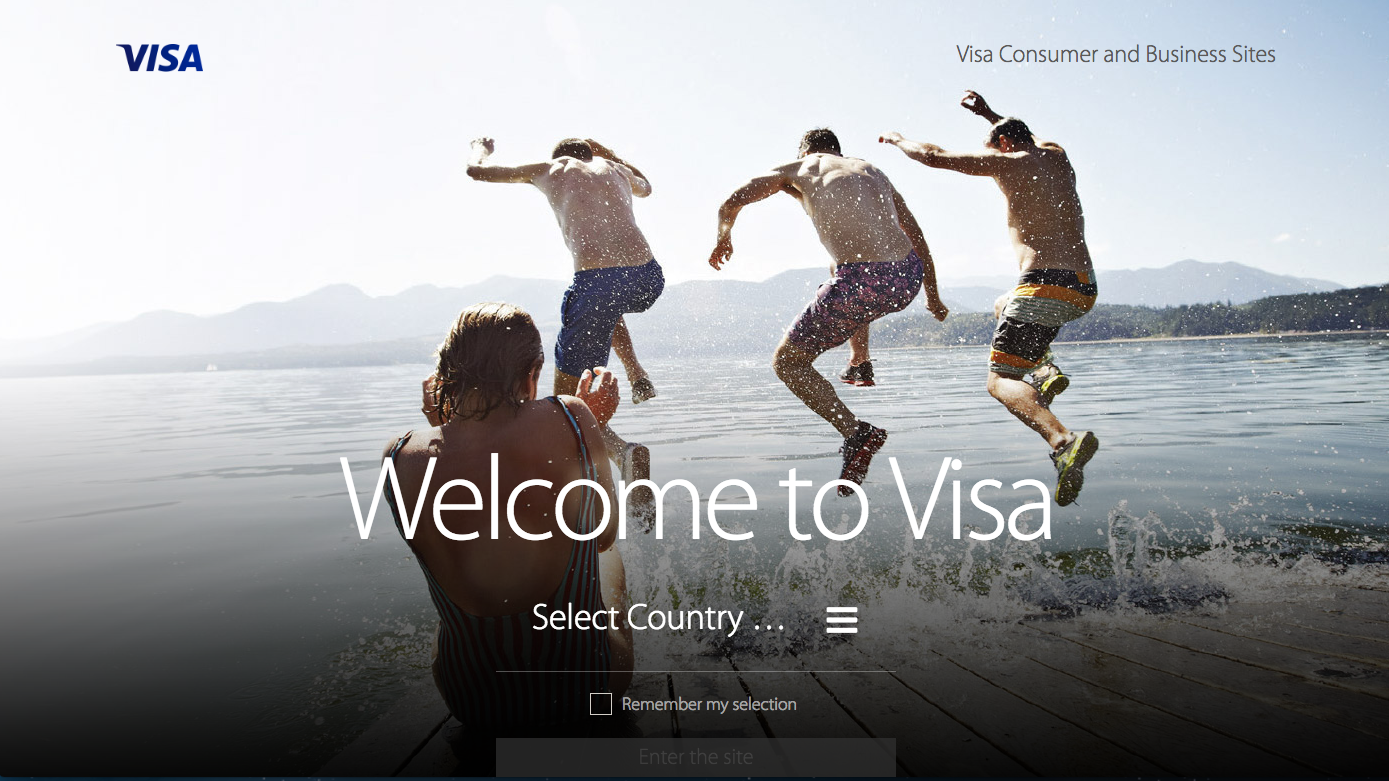 VISA
Visa Consumer and Business Sites
Welcome to Visa
Select Country ...
Remember my selection
Enter the site